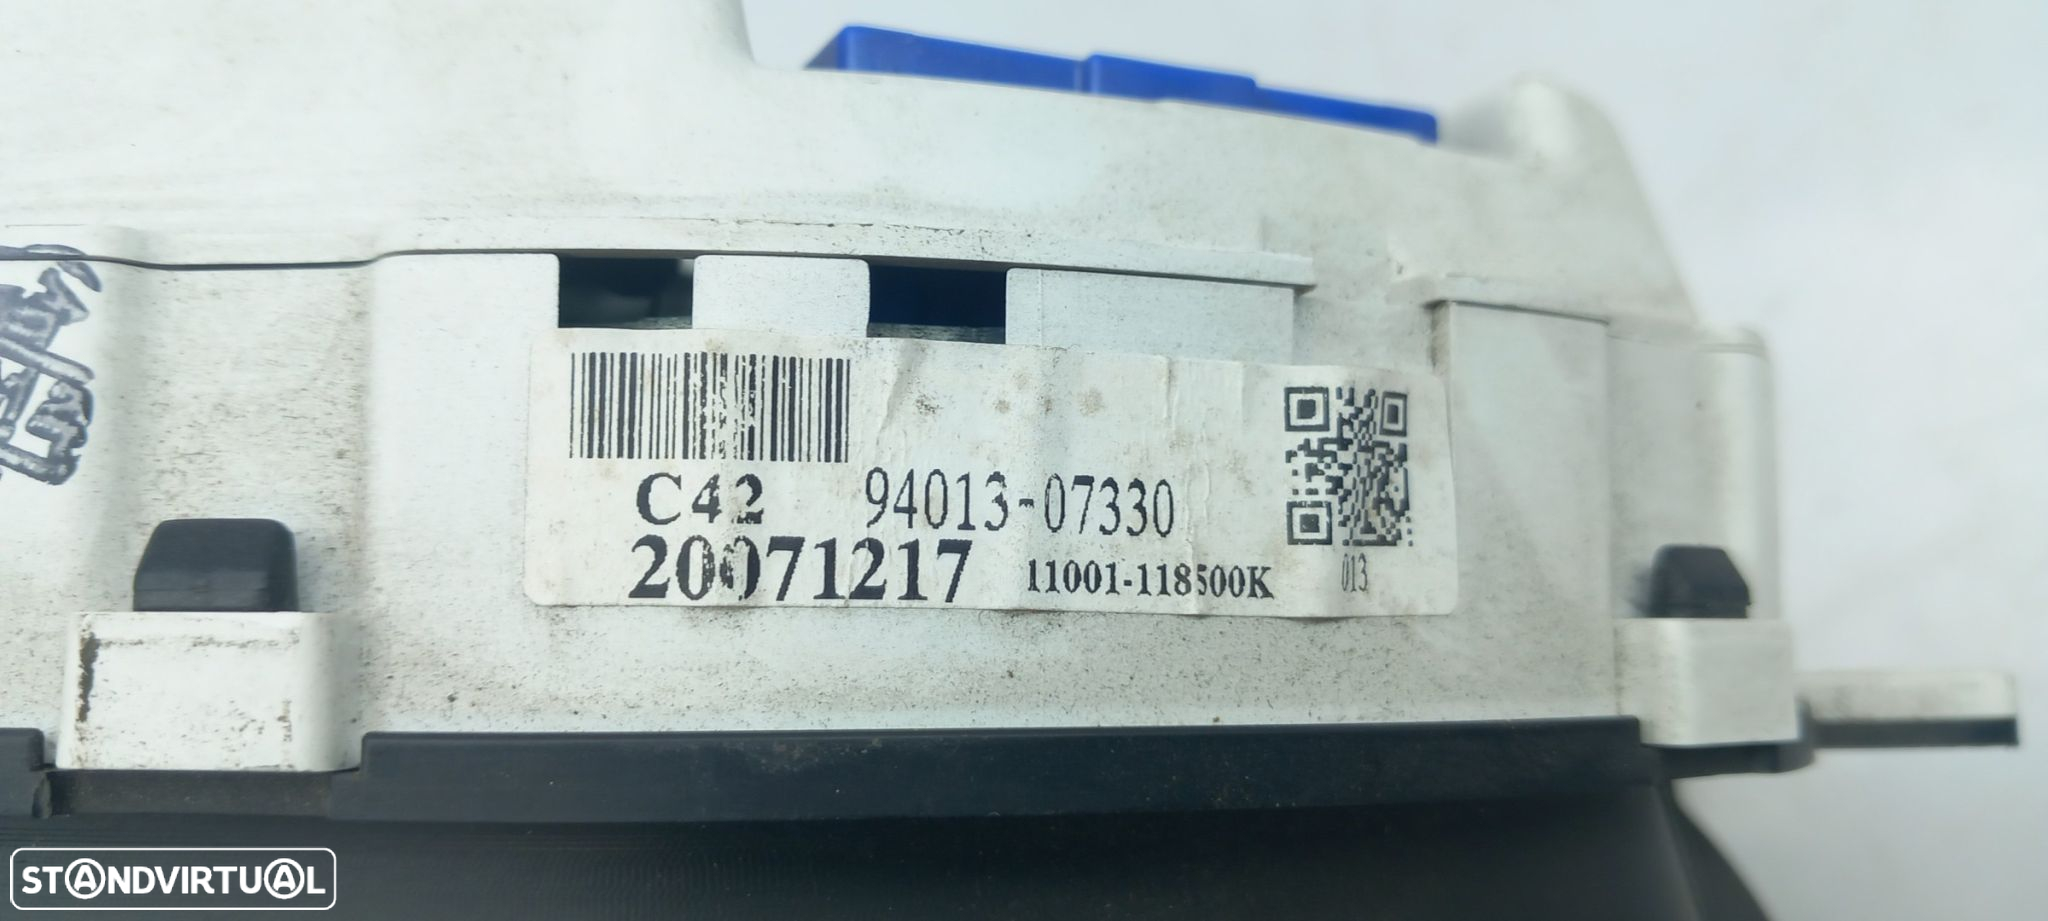 C42 94013-07330
20071217 11001-118500K 013
STANDVIRTUAL